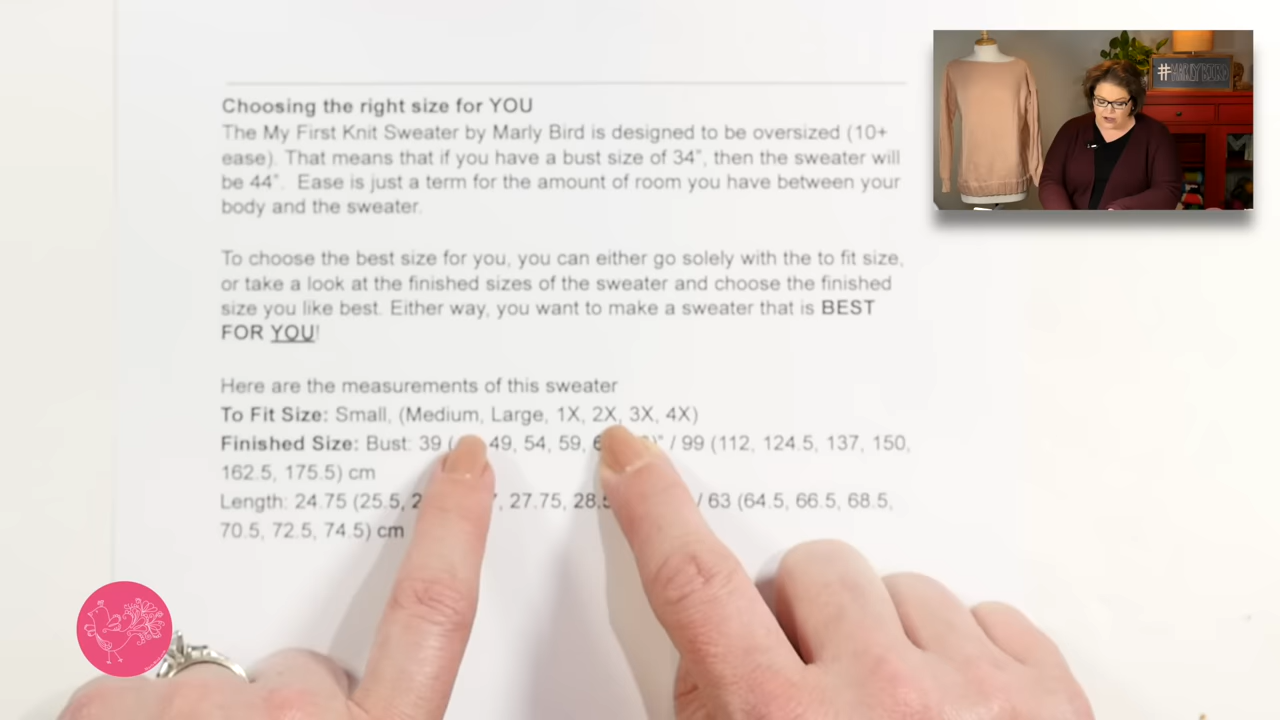 Choosing the right size for YOU
The My First Knit Sweater by Marly Bird is designed to be oversized (10+
ease). That means that if you have a bust size of 34", then the sweater will
be 44". Ease is just a term for the amount of room you have between your
body and the sweater.
To choose the best size for you, you can either go solely with the to fit size,
or take a look at the finished sizes of the sweater and choose the finished
size you like best. Either way, you want to make a sweater that is BEST
FOR YOU!
Here are the measurements of this sweater
To Fit Size: Small, (Medium, Large, 1X, 2X, 3X, 4X)
Finished Size: Bust: 39 ( 49, 54, 59, )" / 99 (112, 124.5, 137, 150,
162.5, 175.5) cm
Length: 24.75 (25.5, 27.75, / 63 (64.5, 66.5, 68.5,
70.5, 72.5, 74.5) cm
#MARLYBIRD